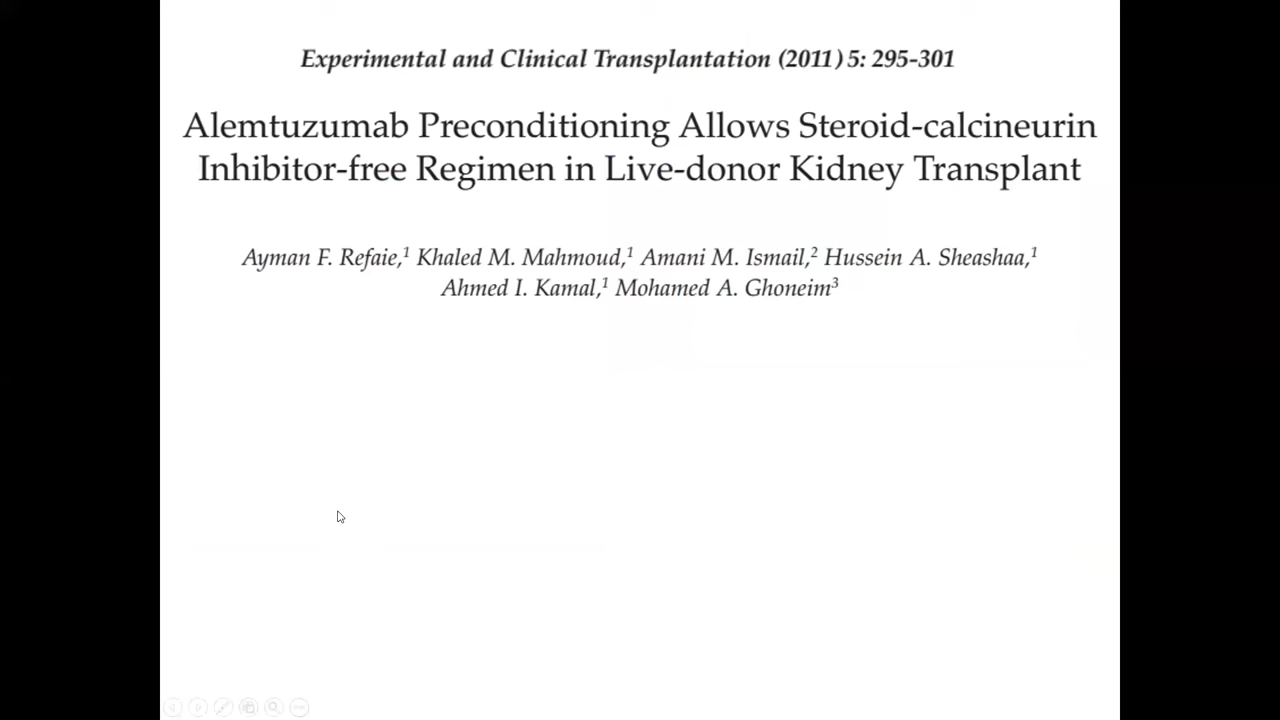 Experimental and Clinical Transplantation (2011) 5: 295-301
Alemtuzumab Preconditioning Allows Steroid-calcineurin
Inhibitor-free Regimen in Live-donor Kidney Transplant
Ayman F. Refaie,¹ Khaled M. Mahmoud,¹ Amani M. Ismail,² Hussein A. Sheashaa,¹
Ahmed I. Kamal,¹ Mohamed A. Ghoneim³